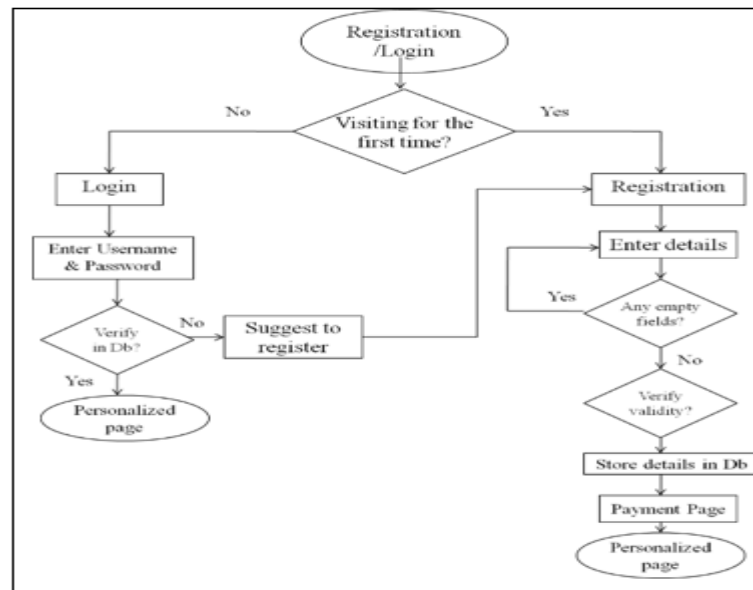 Registration
/Login
No
Visiting for the
first time?
Yes
Login
Registration
Enter Username
& Password
Enter details
Verify
in Db?
No
Suggest to
register
Yes
Any empty
fields?
Yes
Personalized
page
No
Verify
validity?
Store details in Db
Payment Page
Personalized
page